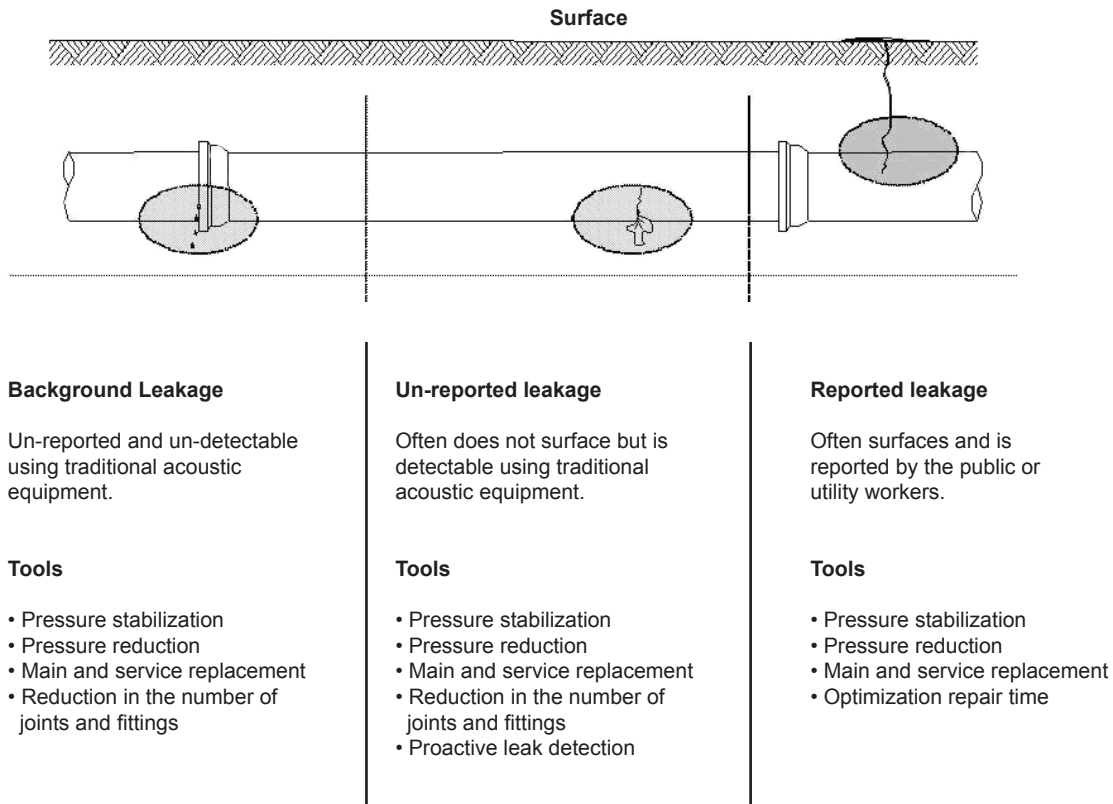 Surface
Background Leakage
Un-reported and un-detectable
using traditional acoustic
equipment.
Tools
• Pressure stabilization
• Pressure reduction
• Main and service replacement
• Reduction in the number of
joints and fittings
Un-reported leakage
Often does not surface but is
detectable using traditional
acoustic equipment.
Tools
• Pressure stabilization
• Pressure reduction
• Main and service replacement
• Reduction in the number of
joints and fittings
• Proactive leak detection
Reported leakage
Often surfaces and is
reported by the public or
utility workers.
Tools
• Pressure stabilization
• Pressure reduction
• Main and service replacement
• Optimization repair time